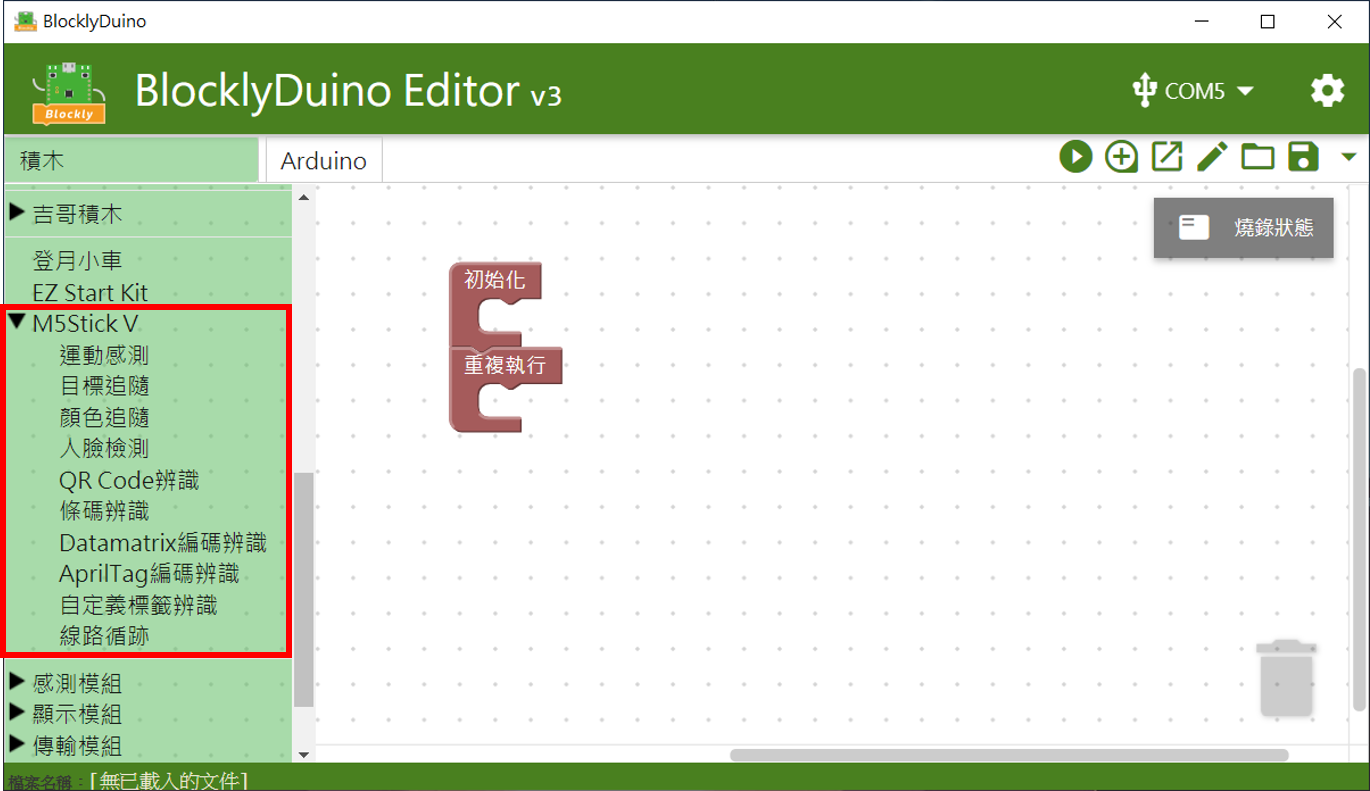 BlocklyDuino
Blockly
BlocklyDuino Editor v3
COM5
積木
Arduino
吉哥積木
登月小車
EZ Start Kit
M5Stick V
運動感測
目標追隨
顏色追隨
人臉檢測
QR Code辨識
條碼辨識
Datamatrix編碼辨識
AprilTag編碼辨識
自定義標籤辨識
線路循跡
感測模組
顯示模組
傳輸模組
初始化
重複執行
燒錄狀態
檔案名稱：[無已載入的文件]